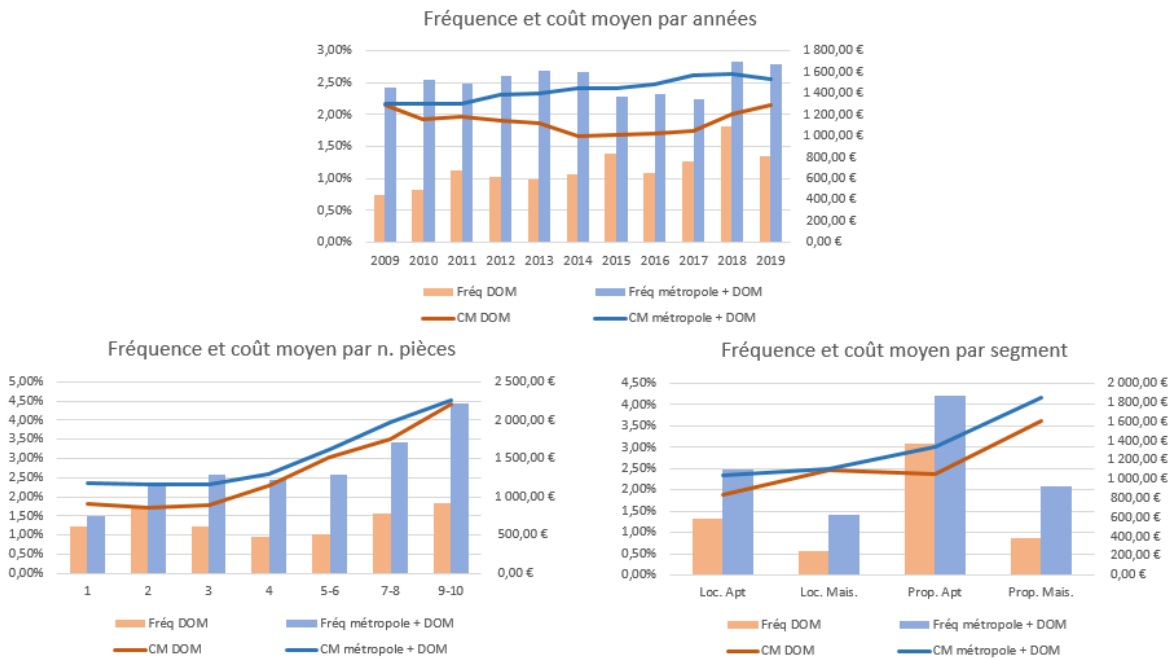 Fréquence et coût moyen par années
3,00% 1 800,00 €
1 600,00 €
2,50%
1 400,00 €
2,00% 1 200,00 €
1 000,00 €
1,50%
800,00 €
1,00% 600,00 €
400,00 €
0,50%
200,00 €
0,00% 0,00 €
2009 2010 2011 2012 2013 2014 2015 2016 2017 2018 2019
Fréq DOM Fréq métropole + DOM
CM DOM CM métropole + DOM
Fréquence et coût moyen par n. pièces
5,00% 2 500,00 €
4,50%
4,00% 2 000,00 €
3,50%
3,00% 1 500,00 €
2,50%
2,00% 1 000,00 €
1,50%
1,00% 500,00 €
0,50%
0,00% 0,00 €
1 2 3 4 5-6 7-8 9-10
Fréq DOM Fréq métropole + DOM
CM DOM CM métropole + DOM
Fréquence et coût moyen par segment
4,50% 2 000,00 €
4,00% 1 800,00 €
3,50% 1 600,00 €
3,00% 1 400,00 €
2,50% 1 200,00 €
1 000,00 €
2,00% 800,00 €
1,50% 600,00 €
1,00% 400,00 €
0,50% 200,00 €
0,00% 0,00 €
Loc. Apt Loc. Mais. Prop. Apt Prop. Mais.
Fréq DOM Fréq métropole + DOM
CM DOM CM métropole + DOM